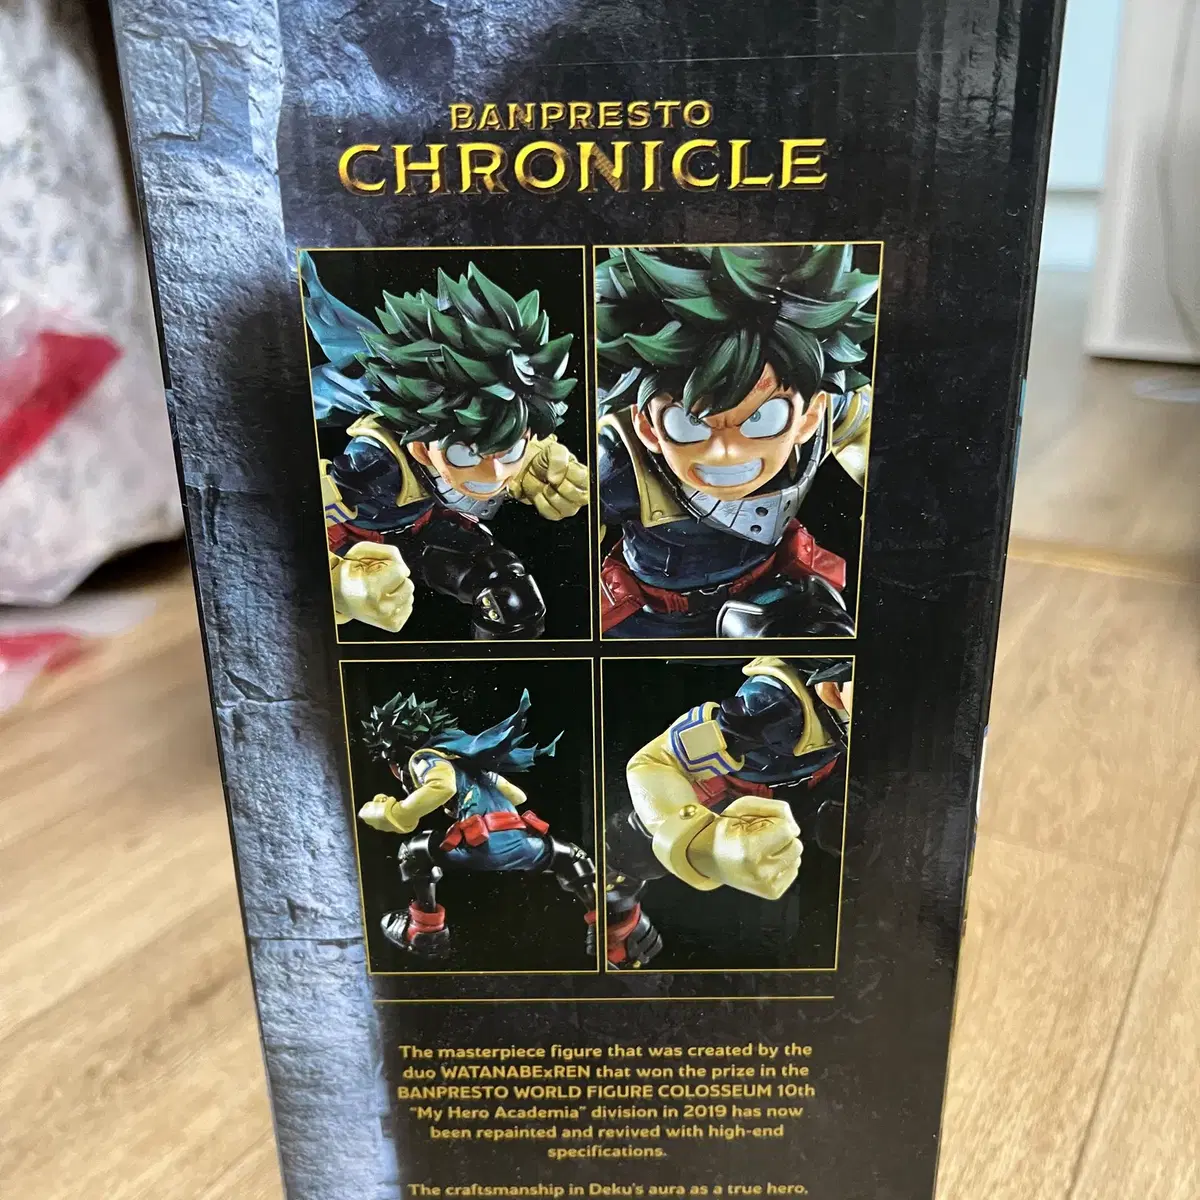 BANPRESTO
CHRONICLE
The masterpiece figure that was created by the
duo WATANABExREN that won the prize in the
BANPRESTO WORLD FIGURE COLOSSEUM 10th
"My Hero Academia" division in 2019 has now
been repainted and revived with high-end
specifications.
The craftsmanship in Deku's aura as a true hero,